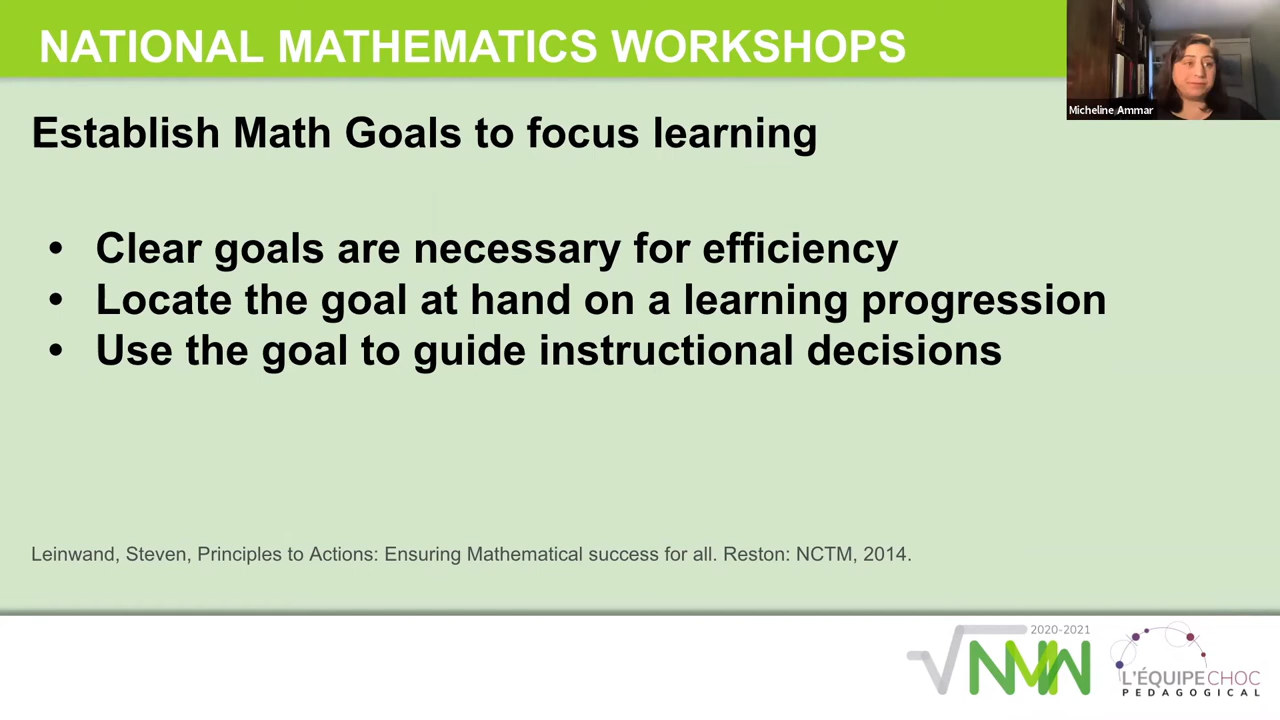 NATIONAL MATHEMATICS WORKSHOPS
Micheline Ammar
Establish Math Goals to focus learning
• Clear goals are necessary for efficiency
• Locate the goal at hand on a learning progression
• Use the goal to guide instructional decisions
Leinwand, Steven, Principles to Actions: Ensuring Mathematical success for all. Reston: NCTM, 2014.
2020-2021
NMW
L'ÉQUIPECHOC
PEDAGOGICAL